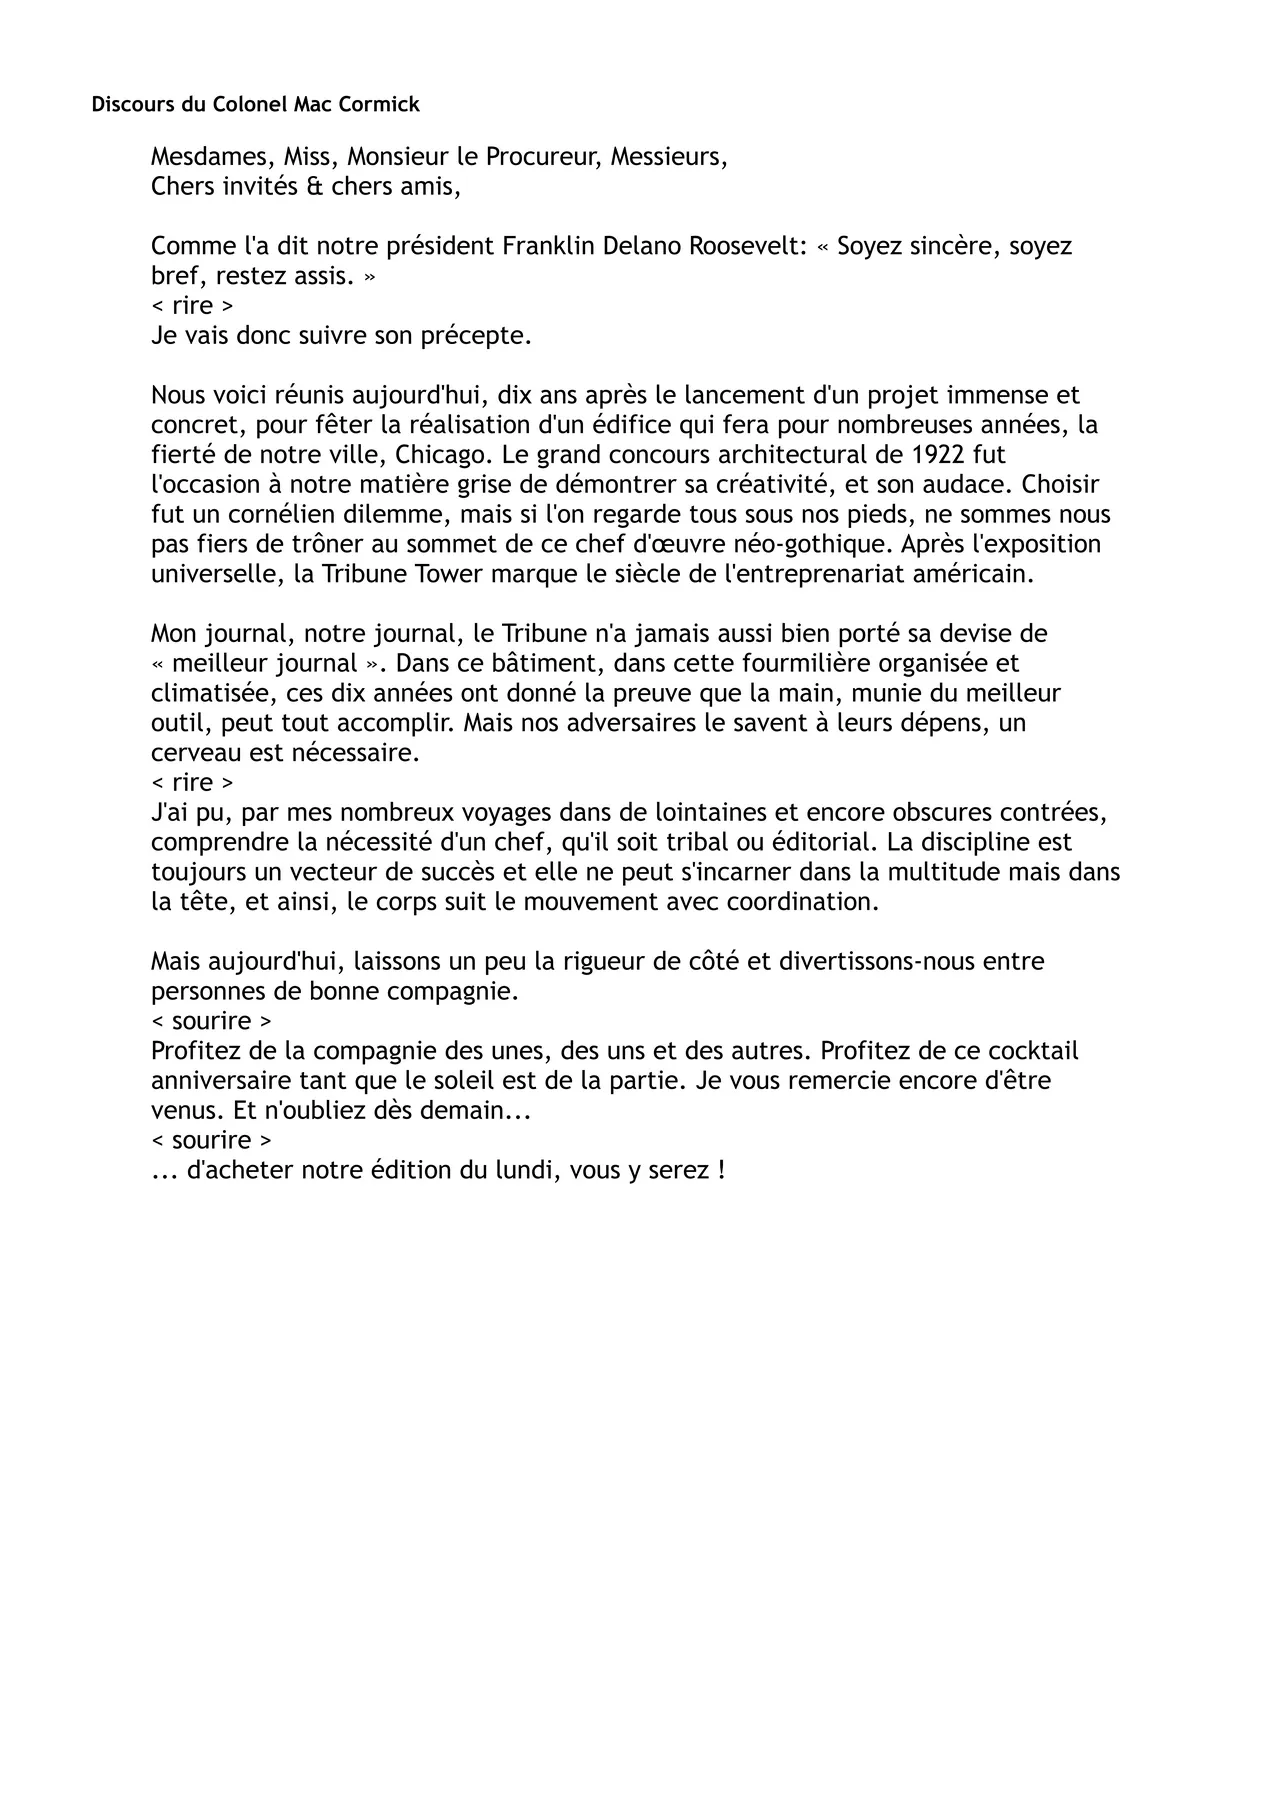 Discours du Colonel Mac Cormick
Mesdames, Miss, Monsieur le Procureur, Messieurs,
Chers invités & chers amis,
Comme l'a dit notre président Franklin Delano Roosevelt: « Soyez sincère, soyez
bref, restez assis. »
< rire >
Je vais donc suivre son précepte.
Nous voici réunis aujourd'hui, dix ans après le lancement d'un projet immense et
concret, pour fêter la réalisation d'un édifice qui fera pour nombreuses années, la
fierté de notre ville, Chicago. Le grand concours architectural de 1922 fut
l'occasion à notre matière grise de démontrer sa créativité, et son audace. Choisir
fut un cornélien dilemme, mais si l'on regarde tous sous nos pieds, ne sommes nous
pas fiers de trôner au sommet de ce chef d'œuvre néo-gothique. Après l'exposition
universelle, la Tribune Tower marque le siècle de l'entreprenariat américain.
Mon journal, notre journal, le Tribune n'a jamais aussi bien porté sa devise de
« meilleur journal ». Dans ce bâtiment, dans cette fourmilière organisée et
climatisée, ces dix années ont donné la preuve que la main, munie du meilleur
outil, peut tout accomplir. Mais nos adversaires le savent à leurs dépens, un
cerveau est nécessaire.
< rire >
J'ai pu, par mes nombreux voyages dans de lointaines et encore obscures contrées,
comprendre la nécessité d'un chef, qu'il soit tribal ou éditorial. La discipline est
toujours un vecteur de succès et elle ne peut s'incarner dans la multitude mais dans
la tête, et ainsi, le corps suit le mouvement avec coordination.
Mais aujourd'hui, laissons un peu la rigueur de côté et divertissons-nous entre
personnes de bonne compagnie.
< sourire >
Profitez de la compagnie des unes, des uns et des autres. Profitez de ce cocktail
anniversaire tant que le soleil est de la partie. Je vous remercie encore d'être
venus. Et n'oubliez dès demain...
< sourire >
... d'acheter notre édition du lundi, vous y serez !